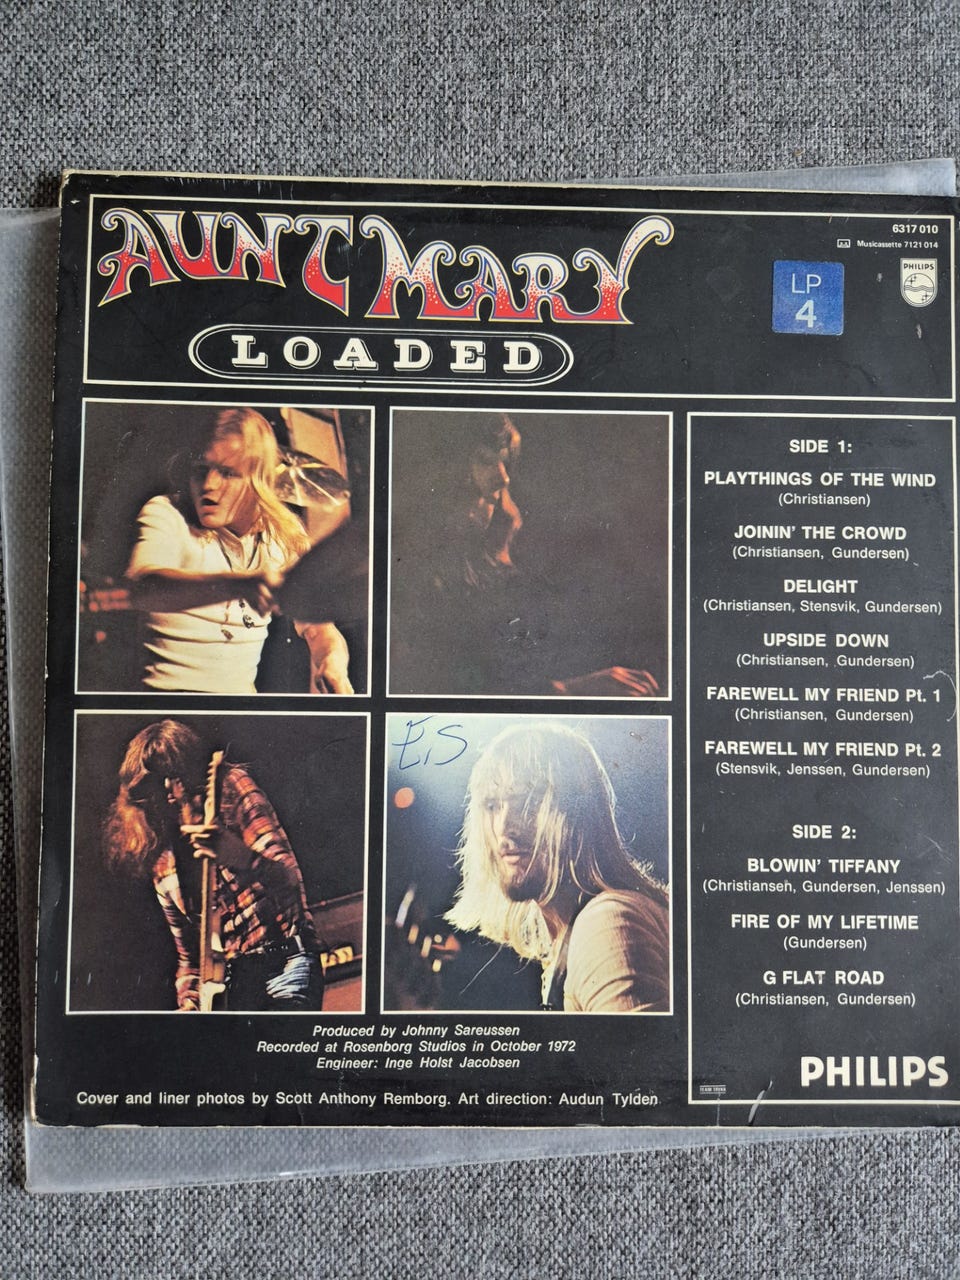 AUNT MARY
LOADED
6317 010
Musicassette 7121 014
PHILIPS
LP
4
SIDE 1:
PLAYTHINGS OF THE WIND
(Christiansen)
JOININ' THE CROWD
(Christiansen, Gundersen)
DELIGHT
(Christiansen, Stensvik, Gundersen)
UPSIDE DOWN
(Christiansen, Gundersen)
FAREWELL MY FRIEND Pt. 1
(Christiansen, Gundersen)
FAREWELL MY FRIEND Pt. 2
(Stensvik, Jenssen, Gundersen)
SIDE 2:
BLOWIN' TIFFANY
(Christianseh, Gundersen, Jenssen)
FIRE OF MY LIFETIME
(Gundersen)
G FLAT ROAD
(Christiansen, Gundersen)
PHILIPS
Produced by Johnny Sareussen
Recorded at Rosenborg Studios in October 1972
Engineer: Inge Holst Jacobsen
Cover and liner photos by Scott Anthony Remborg. Art direction: Audun Tylden